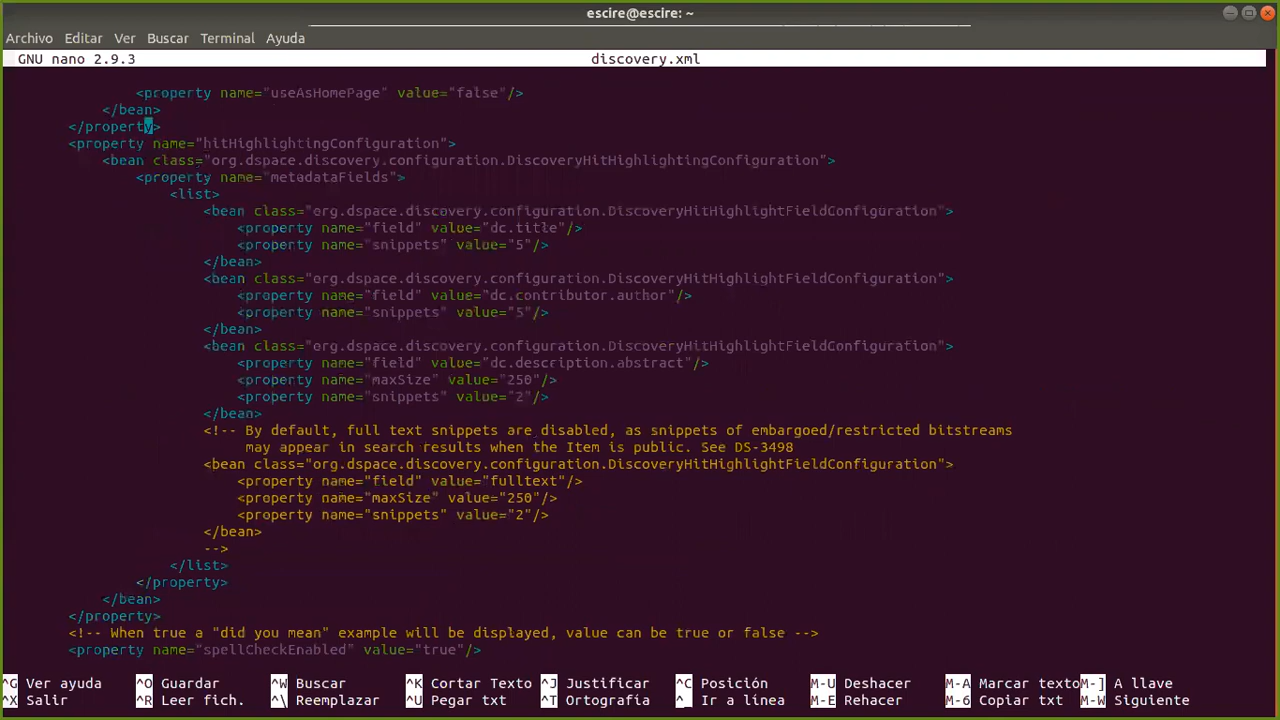 escire@escire: ~
Archivo Editar Ver Buscar Terminal Ayuda
GNU nano 2.9.3 discovery.xml
<property name="useAsHomePage" value="false"/>
</bean>
</property>
<property name="hitHighlightingConfiguration">
<bean class="org.dspace.discovery.configuration.DiscoveryHitHighlightingConfiguration">
<property name="metadataFields">
<list>
<bean class="org.dspace.discovery.configuration.DiscoveryHitHighlightFieldConfiguration">
<property name="field" value="dc.title"/>
<property name="snippets" value="5"/>
</bean>
<bean class="org.dspace.discovery.configuration.DiscoveryHitHighlightFieldConfiguration">
<property name="field" value="dc.contributor.author"/>
<property name="snippets" value="5"/>
</bean>
<bean class="org.dspace.discovery.configuration.DiscoveryHitHighlightFieldConfiguration">
<property name="field" value="dc.description.abstract"/>
<property name="maxSize" value="250"/>
<property name="snippets" value="2"/>
</bean>
<!-- By default, full text snippets are disabled, as snippets of embargoed/restricted bitstreams
may appear in search results when the Item is public. See DS-3498
<bean class="org.dspace.discovery.configuration.DiscoveryHitHighlightFieldConfiguration">
<property name="field" value="fulltext"/>
<property name="maxSize" value="250"/>
<property name="snippets" value="2"/>
</bean>
-->
</list>
</property>
</bean>
</property>
<!-- When true a "did you mean" example will be displayed, value can be true or false -->
<property name="spellCheckEnabled" value="true"/>
^G Ver ayuda ^O Guardar ^W Buscar ^K Cortar Texto ^J Justificar ^C Posición M-U Deshacer M-A Marcar texto M-] A llave
^X Salir ^R Leer fich. ^\ Reemplazar ^U Pegar txt ^T Ortografía ^_ Ir a línea M-E Rehacer M-6 Copiar txt M-W Siguiente